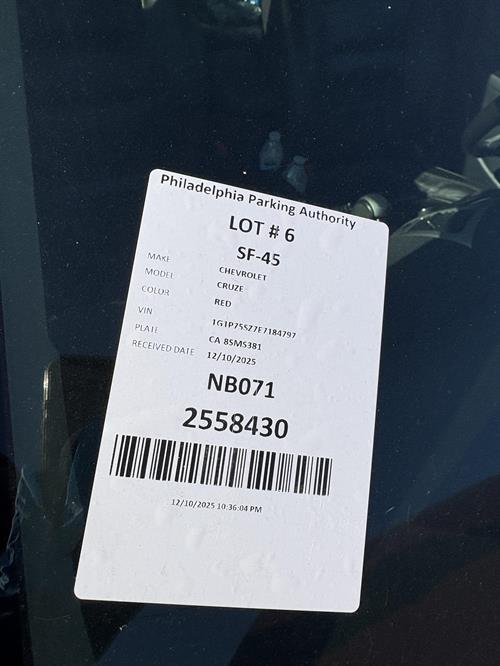 Philadelphia Parking Authority
LOT # 6
SF-45
MAKE CHEVROLET
MODEL CRUZE
COLOR RED
VIN 1G1P75SZ7E7184797
PLATE CA 8SMS381
RECEIVED DATE 12/10/2025
NB071
2558430
12/10/2025 10:36:04 PM